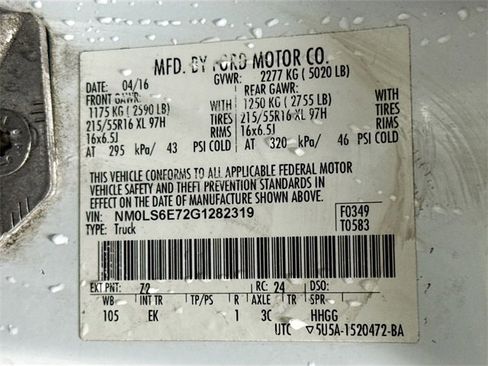 MFD. BY FORD MOTOR CO.
DATE: 04/16 GVWR: 2277 KG ( 5020 LB)
FRONT GAWR: REAR GAWR:
1175 KG ( 2590 LB) WITH 1250 KG ( 2755 LB) WITH
215/55R16 XL 97H TIRES 215/55R16 XL 97H TIRES
16x6.5J RIMS 16x6.5J RIMS
AT 295 kPa/ 43 PSI COLD AT 320 kPa/ 46 PSI COLD
THIS VEHICLE CONFORMS TO ALL APPLICABLE FEDERAL MOTOR
VEHICLE SAFETY AND THEFT PREVENTION STANDARDS IN
EFFECT ON THE DATE OF MANUFACTURE SHOWN ABOVE.
VIN: NM0LS6E72G1282319 F0349
TYPE: Truck T0583
EXT PNT: Z2 RC: 24 DSO:
WB INT TR TP/PS R AXLE TR SPR
105 EK 1 3C HHGG
UTC ▽5U5A-1520472-BA